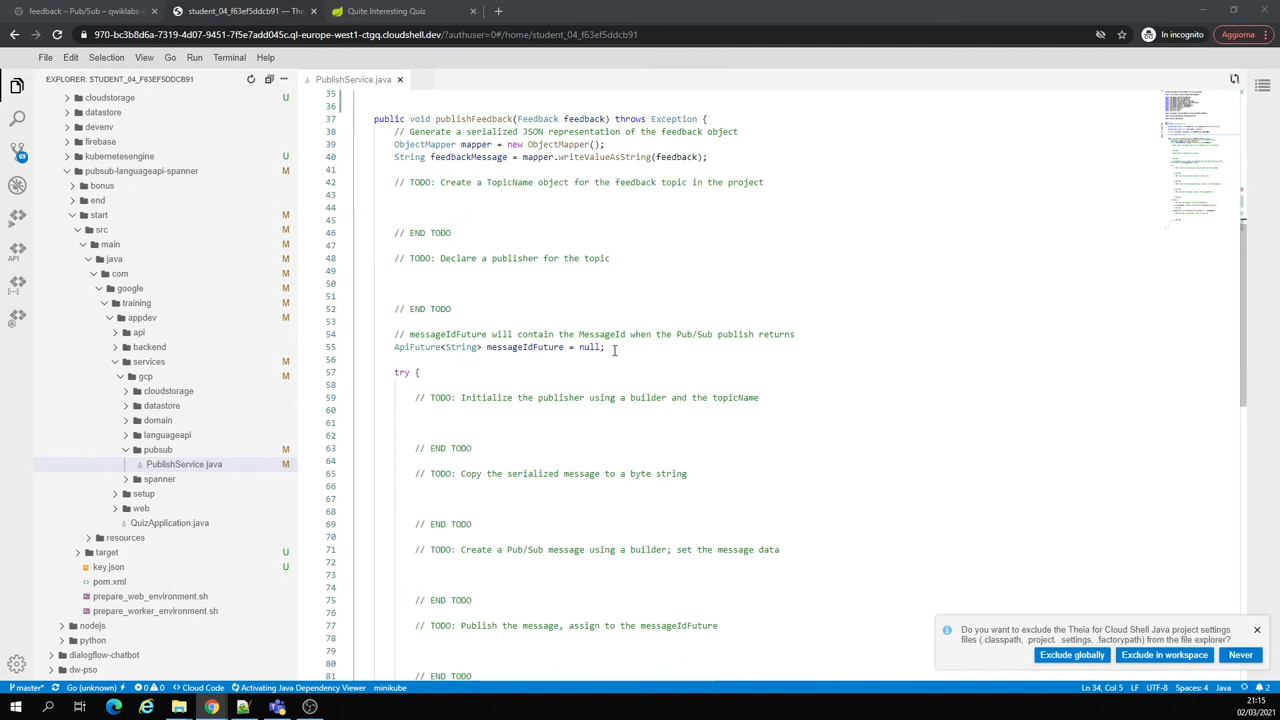 feedback – Pub/Sub – qwiklabs-
student_04_f63ef5ddcb91 — The
Quite Interesting Quiz
970-bc3b8d6a-7319-4d07-9451-7f5e7add045c.ql-europe-west1-ctgq.cloudshell.dev/?authuser=0#/home/student_04_f63ef5ddcb91
In incognito
Aggiorna
File Edit Selection View Go Run Terminal Help
EXPLORER: STUDENT_04_F63EF5DDCB91
PublishService.java
cloudstorage U
datastore
devenv
firebase
kubernetesengine U
pubsub-languageapi-spanner M
bonus
end
start M
src M
main M
java M
com M
google M
training M
appdev M
api
backend
services M
gcp M
cloudstorage
datastore
domain
languageapi
pubsub M
PublishService.java M
spanner
setup
web
QuizApplication.java
resources
target U
key.json U
pom.xml
prepare_web_environment.sh
prepare_worker_environment.sh
nodejs
python
dialogflow-chatbot
dw-pso
API
35
36
37 public void publishFeedback(Feedback feedback) throws Exception {
38 // Generate a serialized JSON representation of the feedback object
39 ObjectMapper mapper = new ObjectMapper();
40 String feedbackMessage = mapper.writeValueAsString(feedback);
41
42 // TODO: Create a TopicName object for the feedback topic in the project
43
44
45
46 // END TODO
47
48 // TODO: Declare a publisher for the topic
49
50
51
52 // END TODO
53
54 // messageIdFuture will contain the MessageId when the Pub/Sub publish returns
55 ApiFuture<String> messageIdFuture = null;
56
57 try {
58
59 // TODO: Initialize the publisher using a builder and the topicName
60
61
62
63 // END TODO
64
65 // TODO: Copy the serialized message to a byte string
66
67
68
69 // END TODO
70
71 // TODO: Create a Pub/Sub message using a builder; set the message data
72
73
74
75 // END TODO
76
77 // TODO: Publish the message, assign to the messageIdFuture
78
79
80
81 // END TODO
Do you want to exclude the Theia for Cloud Shell Java project settings
files (.classpath, .project. .settings, .factorypath) from the file explorer?
Exclude globally Exclude in workspace Never
master* Go (unknown) 0 0 Cloud Code Activating Java Dependency Viewer minikube
Ln 34, Col 5 LF UTF-8 Spaces: 4 Java 2
21:15
02/03/2021